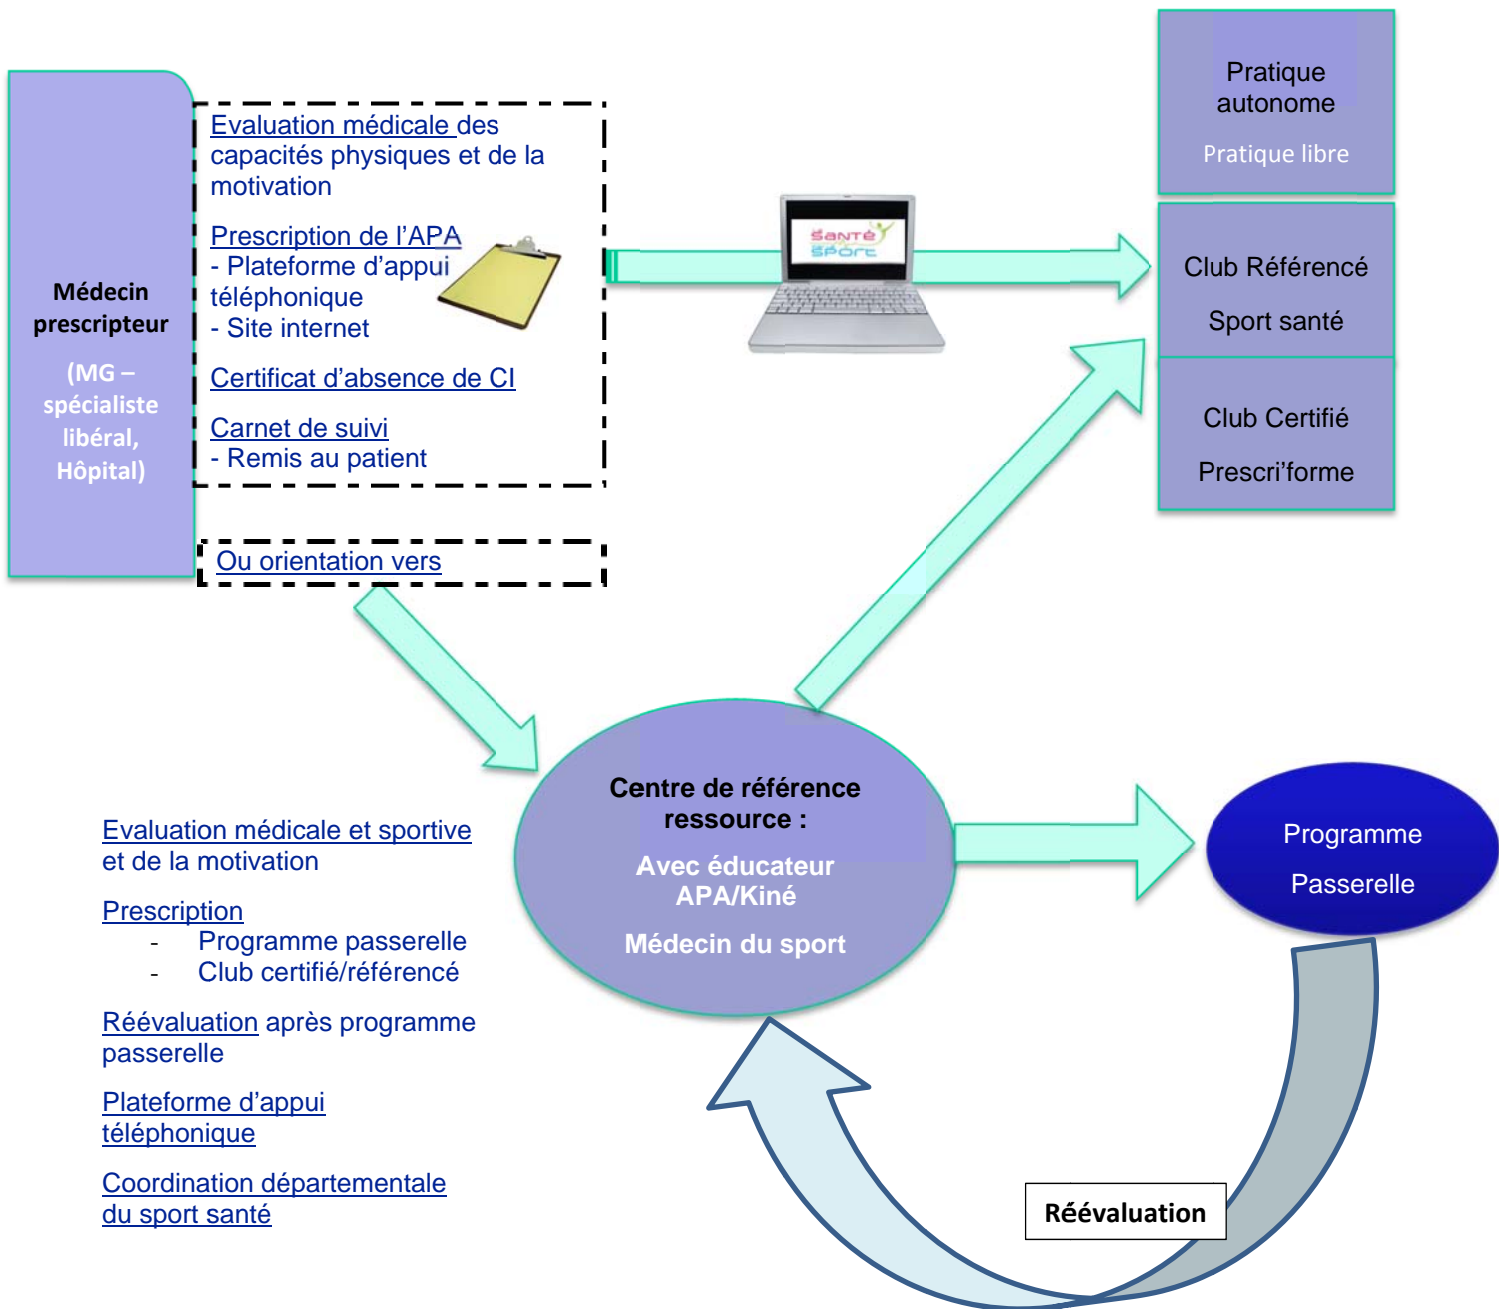 Médecin
prescripteur
(MG –
spécialiste
libéral,
Hôpital)
Evaluation médicale des
capacités physiques et de la
motivation
Prescription de l'APA
- Plateforme d'appui
téléphonique
- Site internet
Certificat d'absence de CI
Carnet de suivi
- Remis au patient
Ou orientation vers
SANTÉ
SPORT
Pratique
autonome
Pratique libre
Club Référencé
Sport santé
Club Certifié
Prescri’forme
Centre de référence
ressource :
Avec éducateur
APA/Kiné
Médecin du sport
Programme
Passerelle
Evaluation médicale et sportive
et de la motivation
Prescription
- Programme passerelle
- Club certifié/référencé
Réévaluation après programme
passerelle
Plateforme d'appui
téléphonique
Coordination départementale
du sport santé
Réévaluation